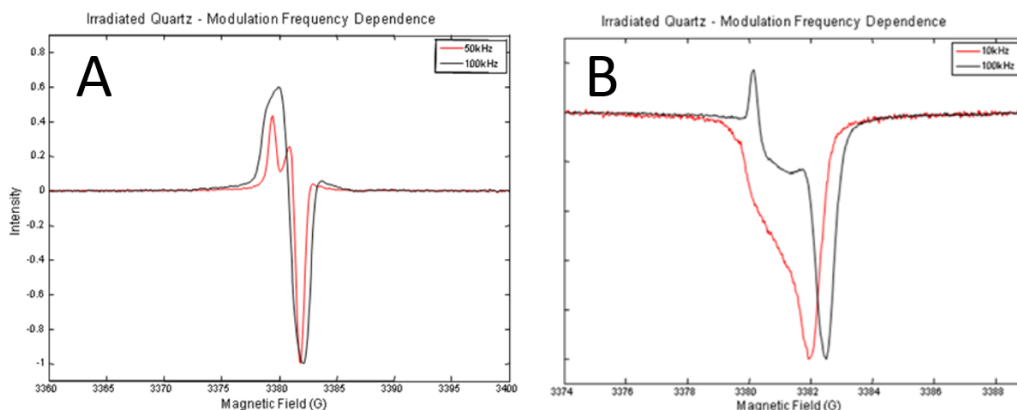 Irradiated Quartz - Modulation Frequency Dependence
A
50kHz
100kHz
0.8
0.6
0.4
0.2
0
-0.2
-0.4
-0.6
-0.8
-1
Intensity
3360 3365 3370 3375 3380 3385 3390 3395 3400
Magnetic Field (G)
Irradiated Quartz - Modulation Frequency Dependence
B
10kHz
100kHz
3374 3376 3378 3380 3382 3384 3386 3388
Magnetic Field (G)